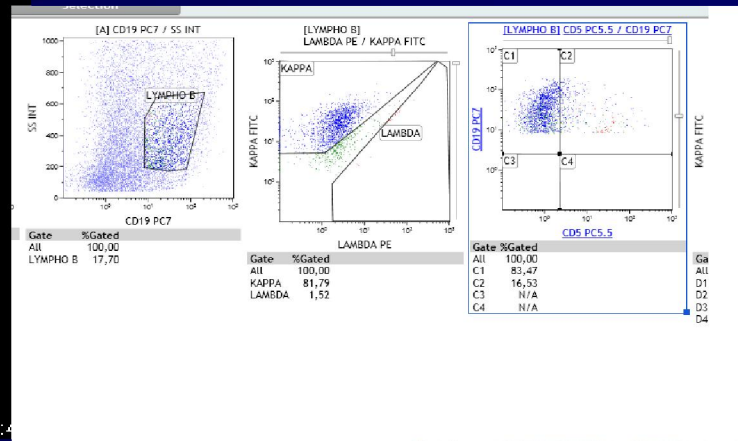 Selection
[A] CD19 PC7 / SS INT
1000
800
600
400
200
0
SS INT
LYMPHO B
CD19 PC7
Gate %Gated
All 100,00
LYMPHO B 17,70
[LYMPHO B]
LAMBDA PE / KAPPA FITC
KAPPA
LAMBDA
KAPPA FITC
LAMBDA PE
Gate %Gated
All 100,00
KAPPA 81,79
LAMBDA 1,52
[LYMPHO B] CD5 PC5.5 / CD19 PC7
C1 C2
C3 C4
CD19 PC7
CD5 PC5.5
Gate %Gated
All 100,00
C1 83,47
C2 16,53
C3 N/A
C4 N/A
KAPPA FITC
Ga
All
D1
D2
D3
D4